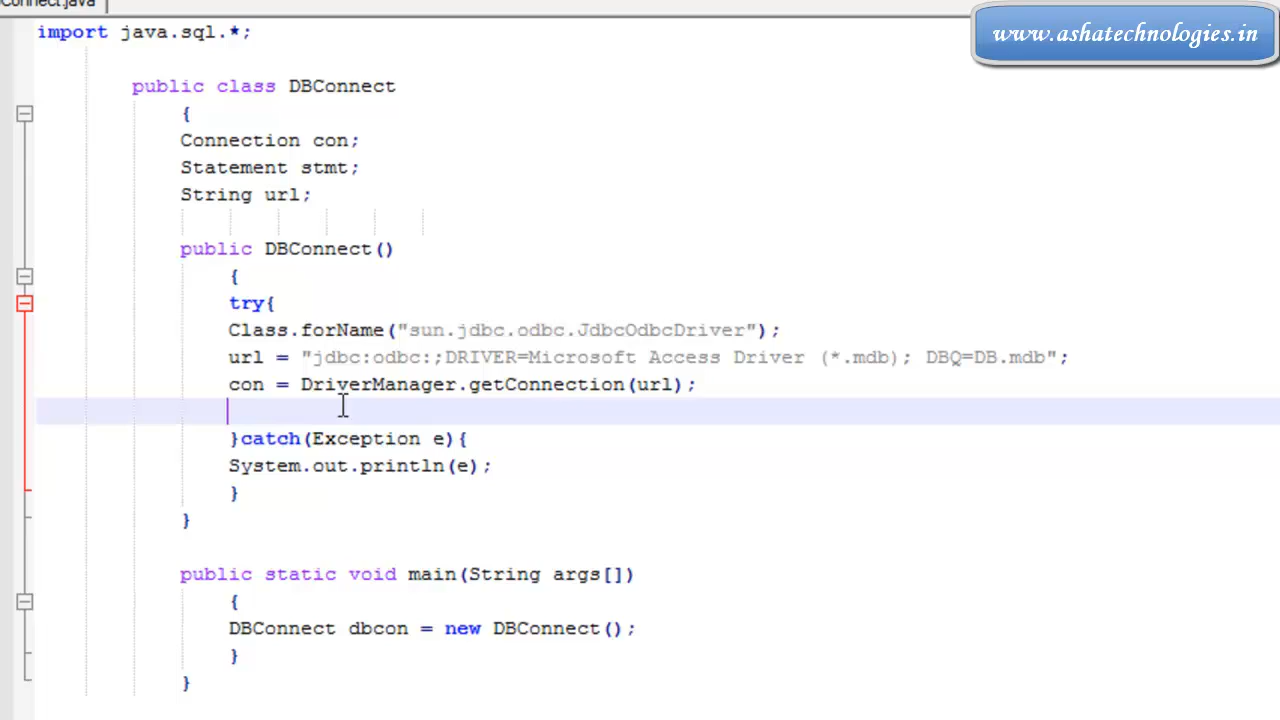 Connect.java
www.ashatechnologies.in
import java.sql.*;
public class DBConnect
{
Connection con;
Statement stmt;
String url;
public DBConnect()
{
try{
Class.forName("sun.jdbc.odbc.JdbcOdbcDriver");
url = "jdbc:odbc:;DRIVER=Microsoft Access Driver (*.mdb); DBQ=DB.mdb";
con = DriverManager.getConnection(url);
}catch(Exception e){
System.out.println(e);
}
}
public static void main(String args[])
{
DBConnect dbcon = new DBConnect();
}
}